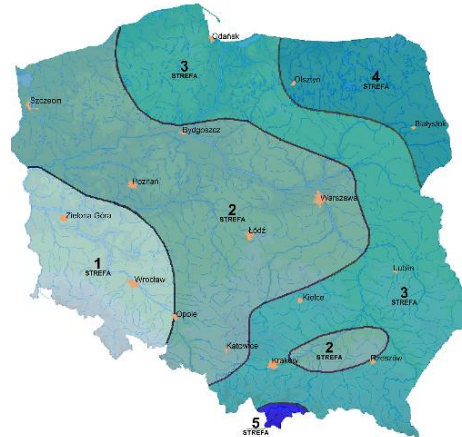 Gdańsk
3
STREFA
Olsztyn
4
STREFA
Szczecin
Białystok
Bydgoszcz
Poznań
Warszawa
2
STREFA
Zielona Góra
Łódź
1
STREFA
Wrocław
Lublin
3
STREFA
Kielce
Opole
2
STREFA
Katowice
Kraków
Rzeszów
5
STREFA